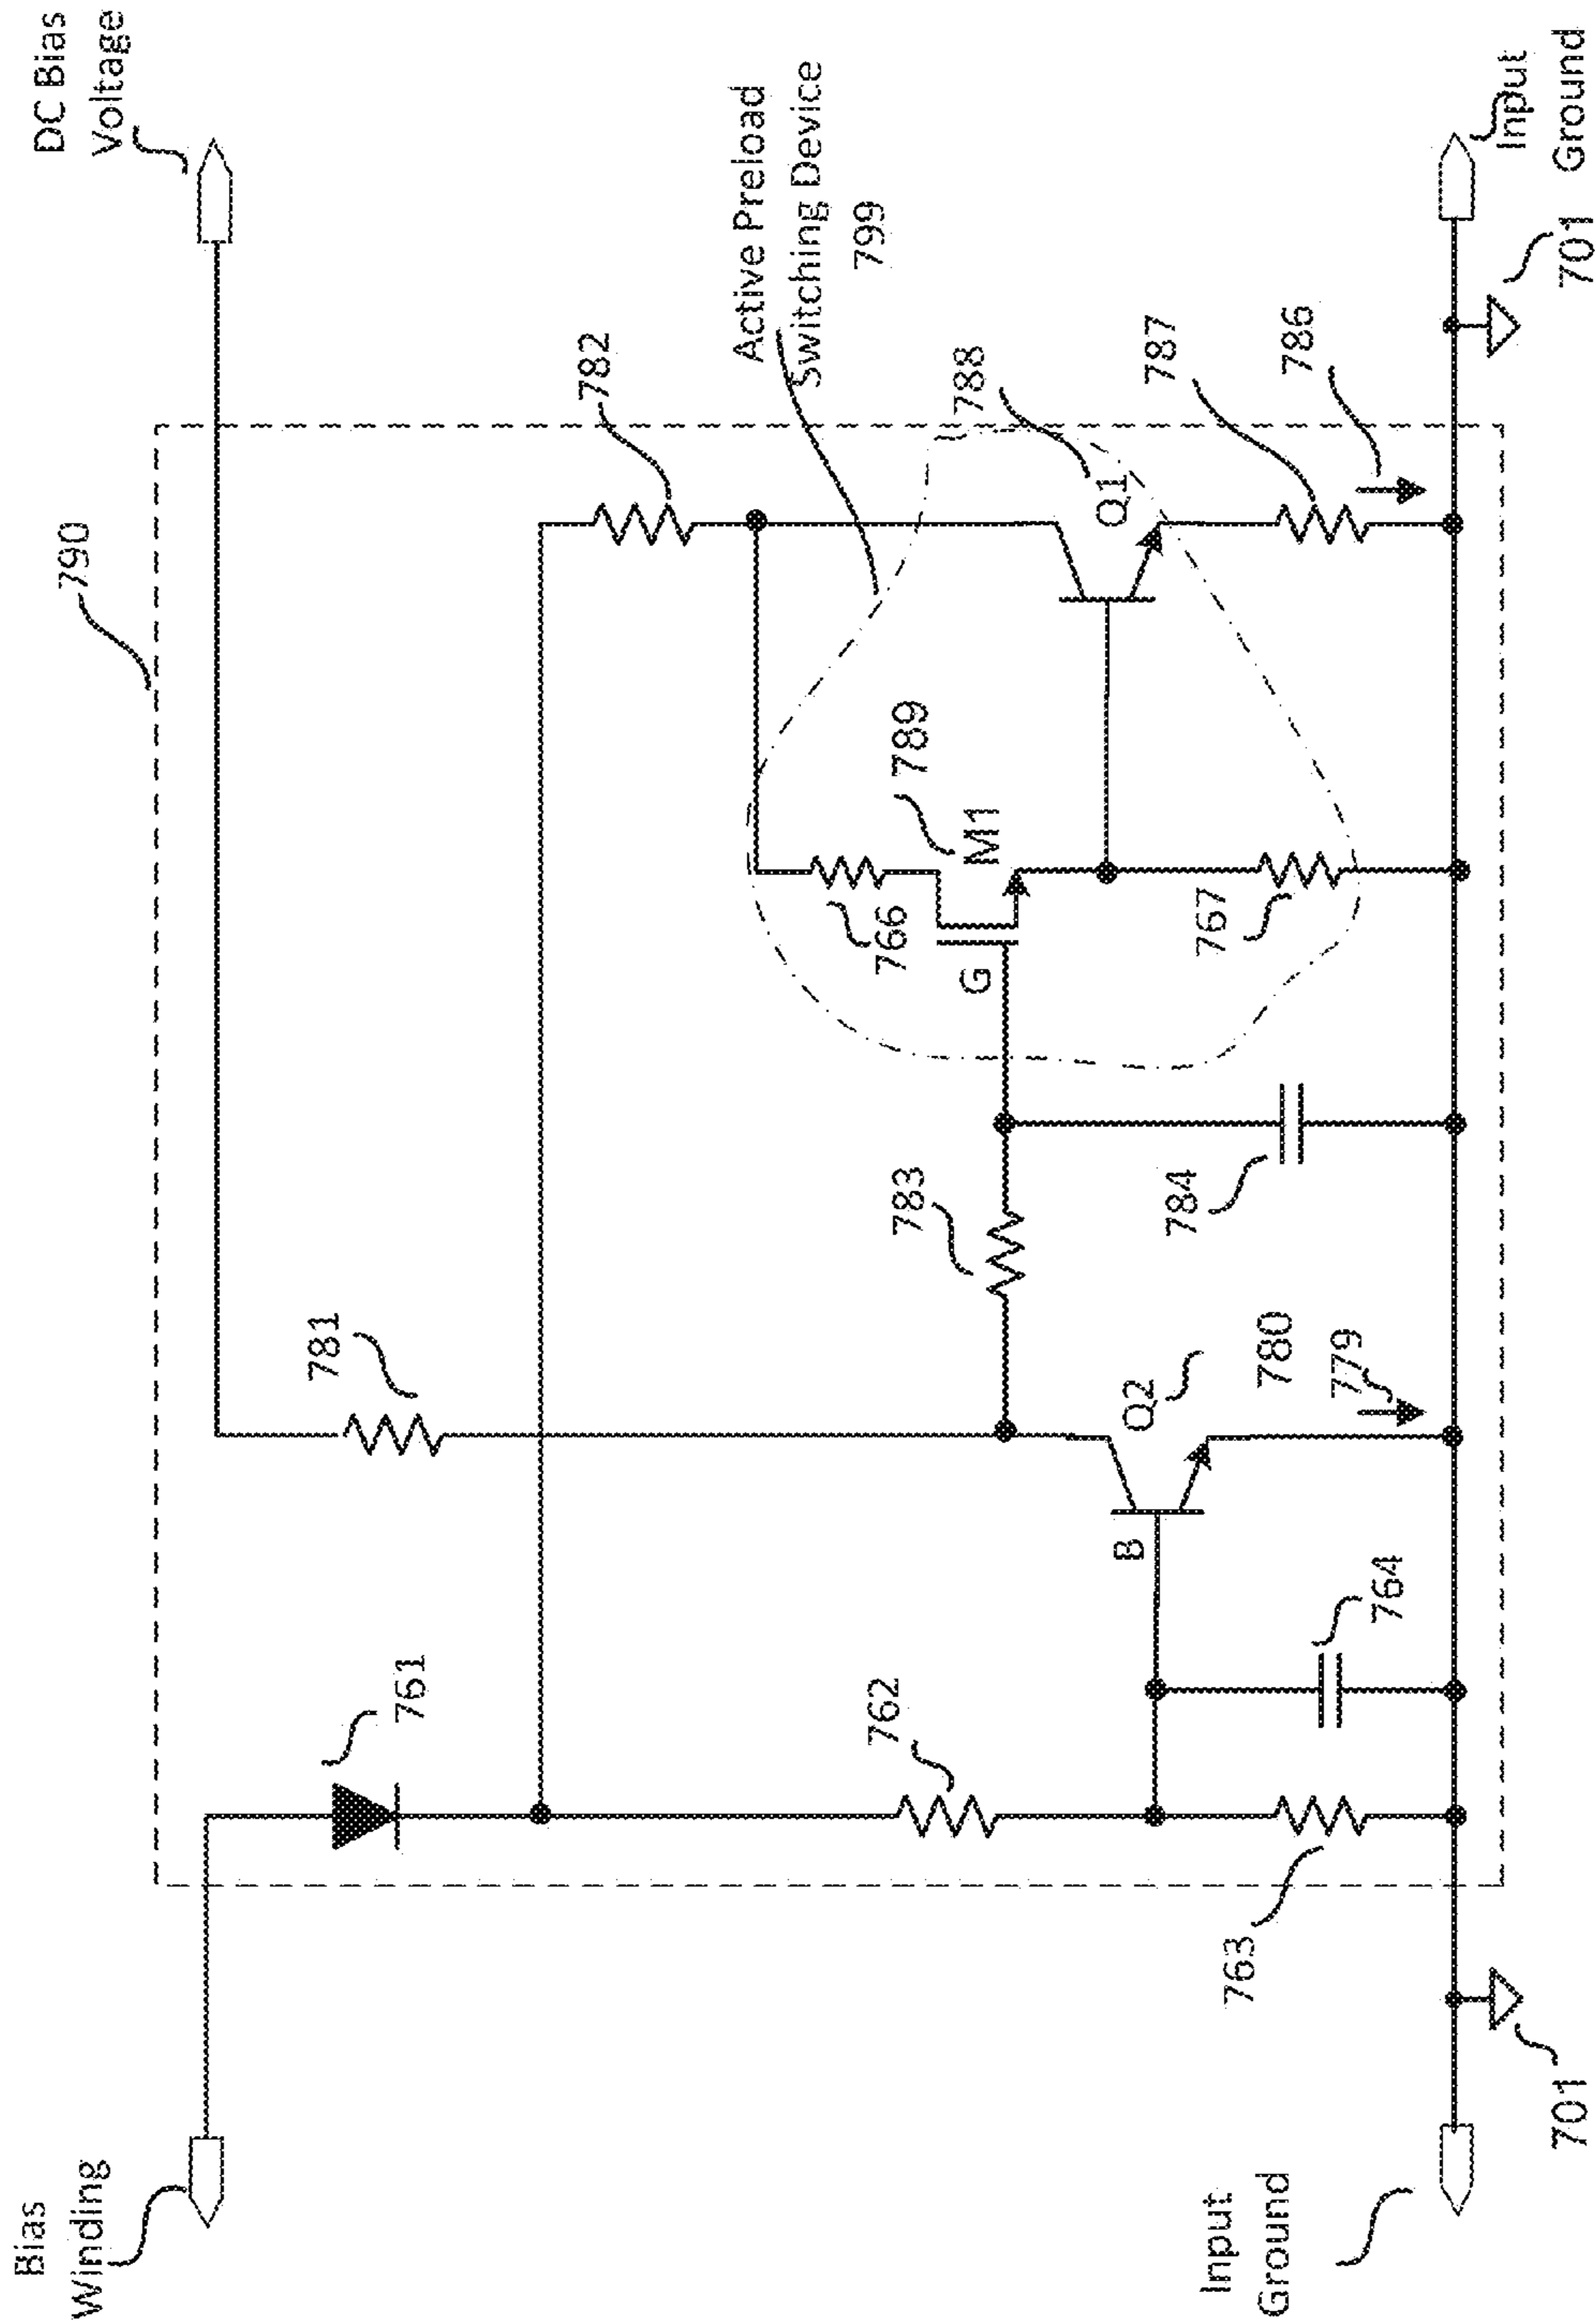 Bias
Winding
DC Bias
Voltage
790
761
781
782
Active Preload
Switching Device
799
762
783
G
766
M1
789
788
Q1
B
Q2
780
779
784
767
787
786
763
764
Input
Ground
701
701
Input
Ground